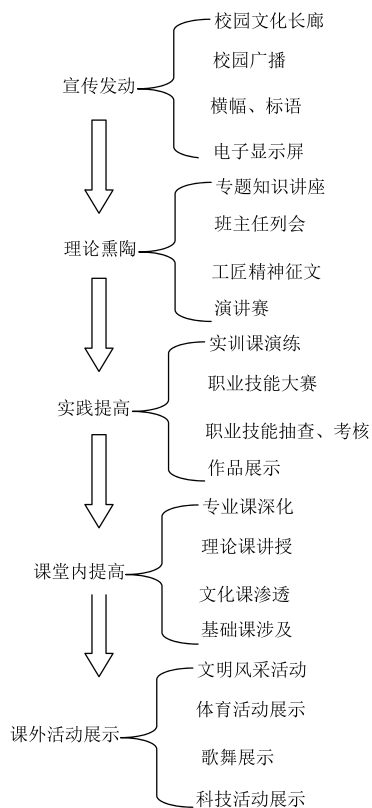 校园文化长廊
校园广播
宣传发动
横幅、标语
电子显示屏
专题知识讲座
班主任列会
理论熏陶
工匠精神征文
演讲赛
实训课演练
职业技能大赛
实践提高
职业技能抽查、考核
作品展示
专业课深化
理论课讲授
课堂内提高
文化课渗透
基础课涉及
文明风采活动
体育活动展示
课外活动展示
歌舞展示
科技活动展示